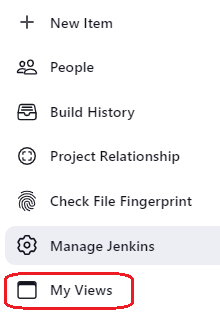 New Item
People
Build History
Project Relationship
Check File Fingerprint
Manage Jenkins
My Views